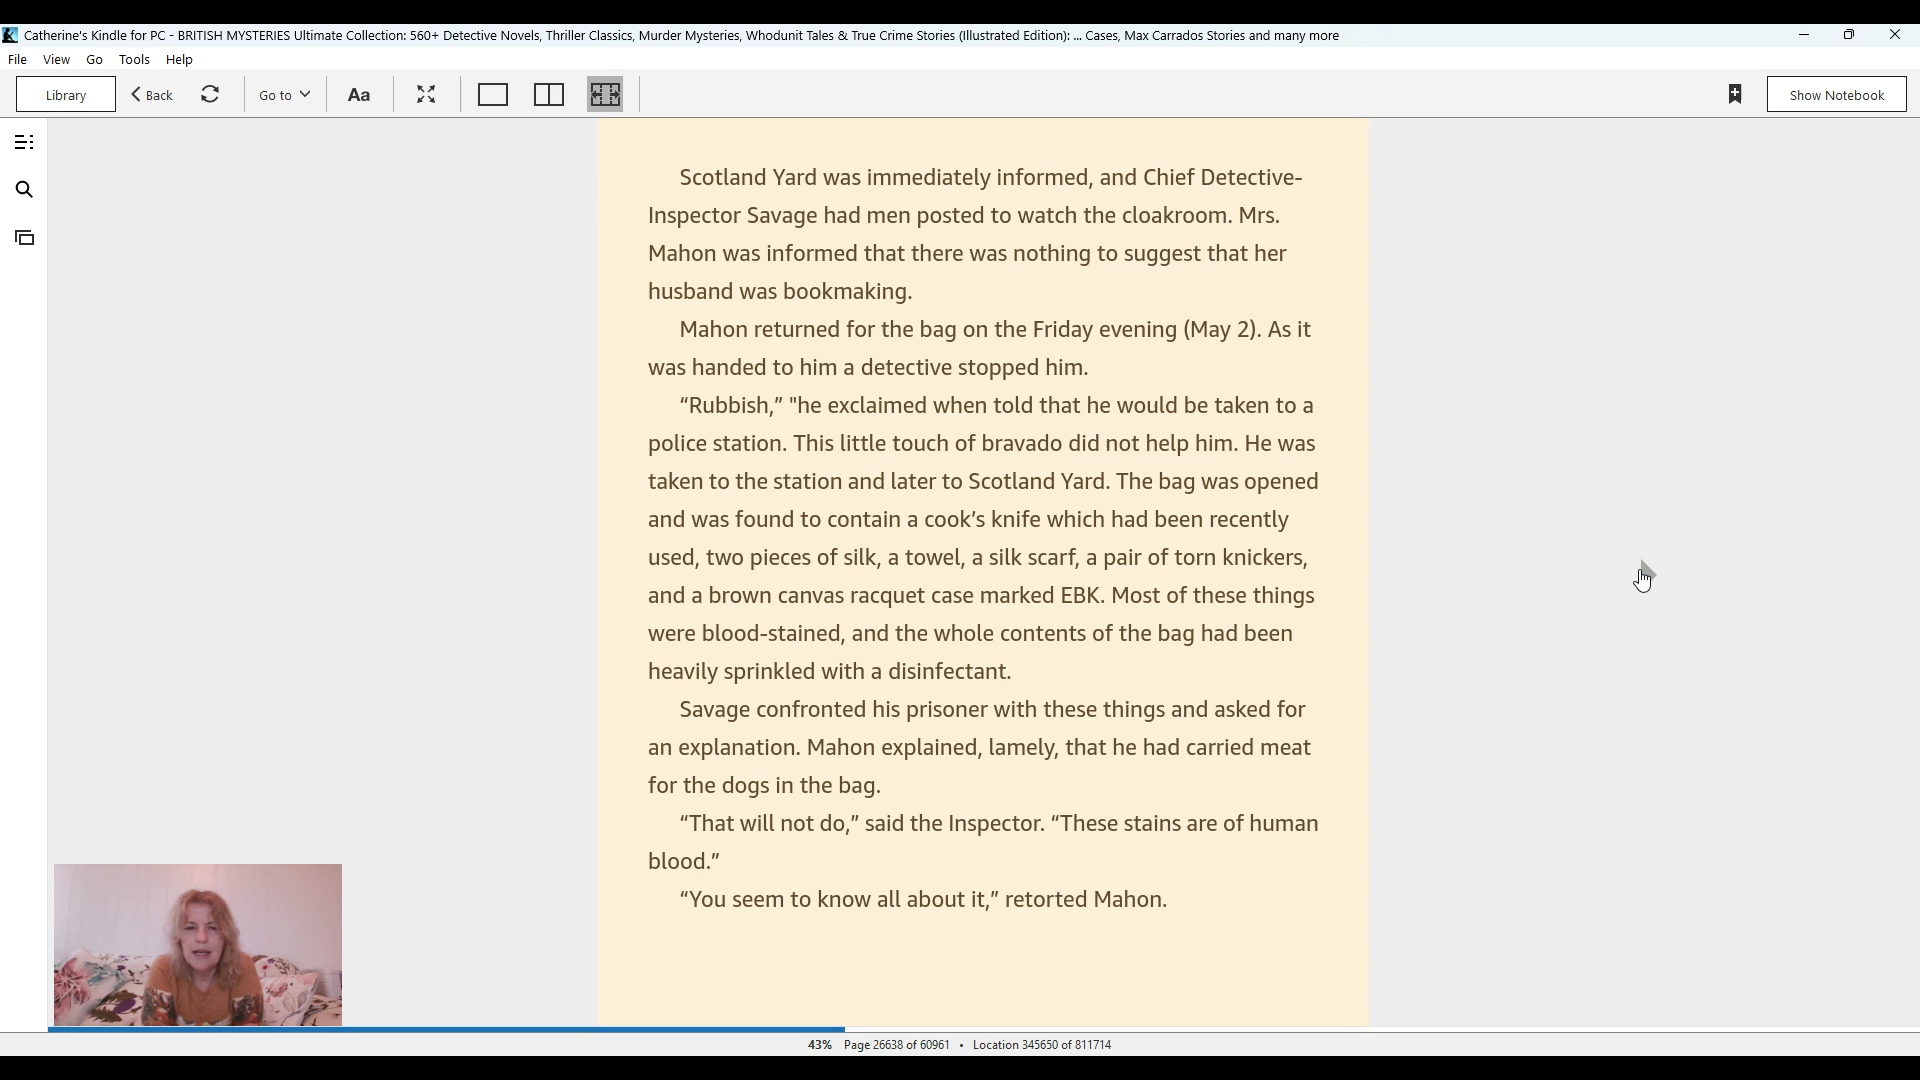 Catherine's Kindle for PC - BRITISH MYSTERIES Ultimate Collection: 560+ Detective Novels, Thriller Classics, Murder Mysteries, Whodunit Tales & True Crime Stories (Illustrated Edition): ... Cases, Max Carrados Stories and many more
File View Go Tools Help
Library Back Go to Aa Show Notebook
Scotland Yard was immediately informed, and Chief Detective-
Inspector Savage had men posted to watch the cloakroom. Mrs.
Mahon was informed that there was nothing to suggest that her
husband was bookmaking.
Mahon returned for the bag on the Friday evening (May 2). As it
was handed to him a detective stopped him.
“Rubbish,” "he exclaimed when told that he would be taken to a
police station. This little touch of bravado did not help him. He was
taken to the station and later to Scotland Yard. The bag was opened
and was found to contain a cook’s knife which had been recently
used, two pieces of silk, a towel, a silk scarf, a pair of torn knickers,
and a brown canvas racquet case marked EBK. Most of these things
were blood-stained, and the whole contents of the bag had been
heavily sprinkled with a disinfectant.
Savage confronted his prisoner with these things and asked for
an explanation. Mahon explained, lamely, that he had carried meat
for the dogs in the bag.
“That will not do,” said the Inspector. “These stains are of human
blood.”
“You seem to know all about it,” retorted Mahon.
43% Page 26638 of 60961 • Location 345650 of 811714